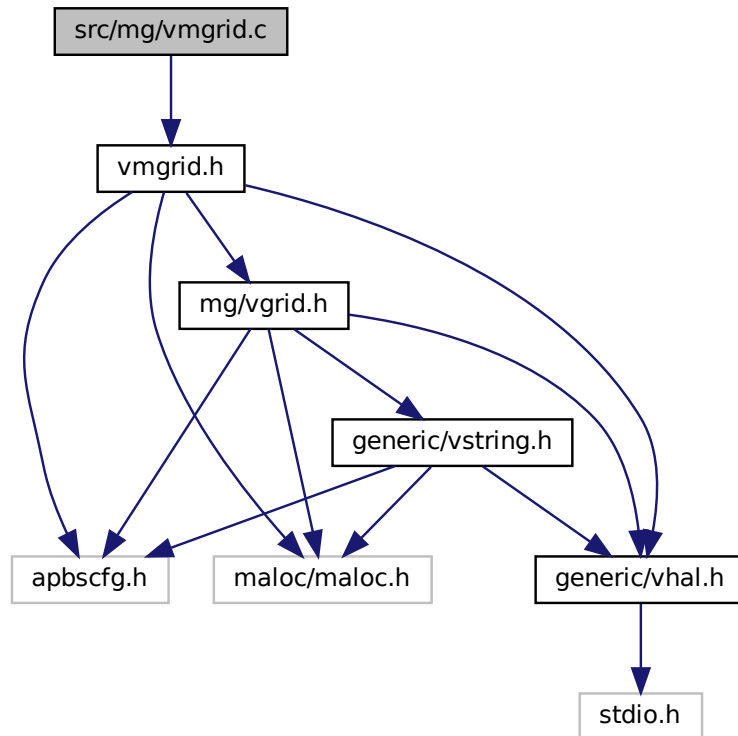 src/mg/vmgrid.c
vmgrid.h
mg/vgrid.h
generic/vstring.h
apbscfg.h
maloc/maloc.h
generic/vhal.h
stdio.h